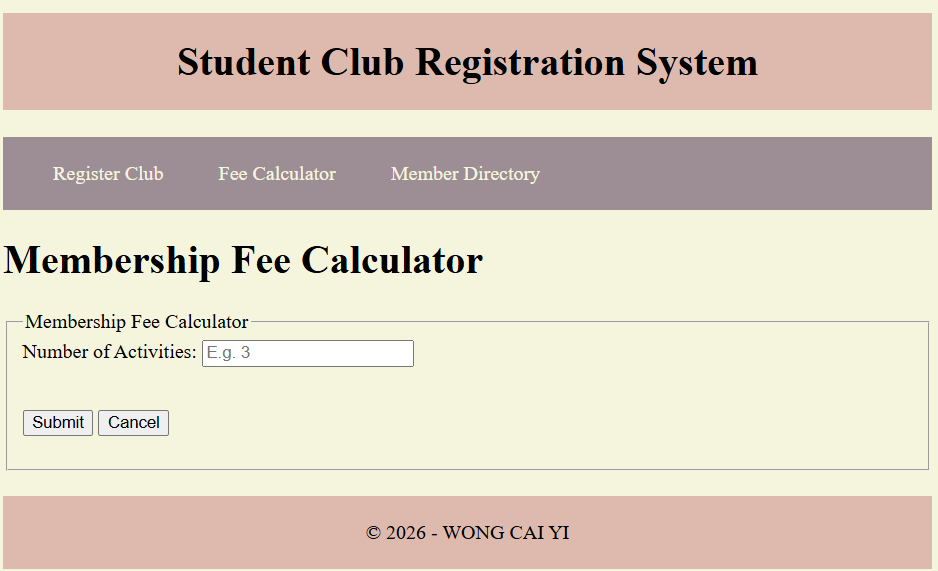 Student Club Registration System
Register Club Fee Calculator Member Directory
Membership Fee Calculator
Membership Fee Calculator
Number of Activities: E.g. 3
Submit Cancel
© 2026 - WONG CAI YI